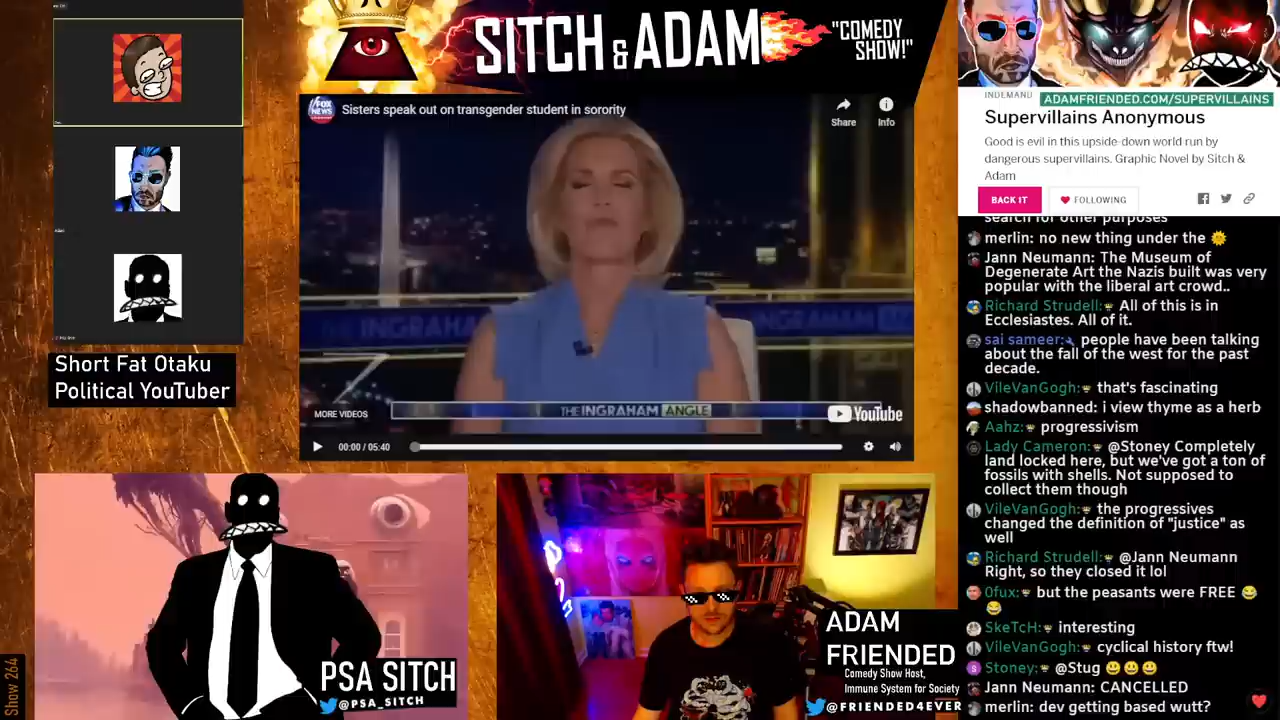 Short Fat Otaku
Political YouTuber
SITCH & ADAM
"COMEDY
SHOW!"
FOX
NEWS
Sisters speak out on transgender student in sorority
Share
Info
INGRAHA
INGRAHAM
THE INGRAHAM ANGLE
MORE VIDEOS
YouTube
00:00 / 05:40
Show 264
PSA SITCH
@PSA_SITCH
ADAM
FRIENDED
Comedy Show Host,
Immune System for Society
@FRIENDED4EVER
INDEMAND
ADAMFRIENDED.COM/SUPERVILLAINS
Supervillains Anonymous
Good is evil in this upside-down world run by
dangerous supervillains. Graphic Novel by Sitch &
Adam
BACK IT
FOLLOWING
search for other purposes
merlin: no new thing under the 🌞
Jann Neumann: The Museum of
Degenerate Art the Nazis built was very
popular with the liberal art crowd..
Richard Strudell: All of this is in
Ecclesiastes. All of it.
sai sameer: people have been talking
about the fall of the west for the past
decade.
VileVanGogh: that's fascinating
shadowbanned: i view thyme as a herb
Aahz: progressivism
Lady Cameron: @Stoney Completely
land locked here, but we've got a ton of
fossils with shells. Not supposed to
collect them though
VileVanGogh: the progressives
changed the definition of "justice" as
well
Richard Strudell: @Jann Neumann
Right, so they closed it lol
0fux: but the peasants were FREE 😂
😂
SkeTcH: interesting
VileVanGogh: cyclical history ftw!
Stoney: @Stug 😀😀😀
Jann Neumann: CANCELLED
merlin: dev getting based wutt?